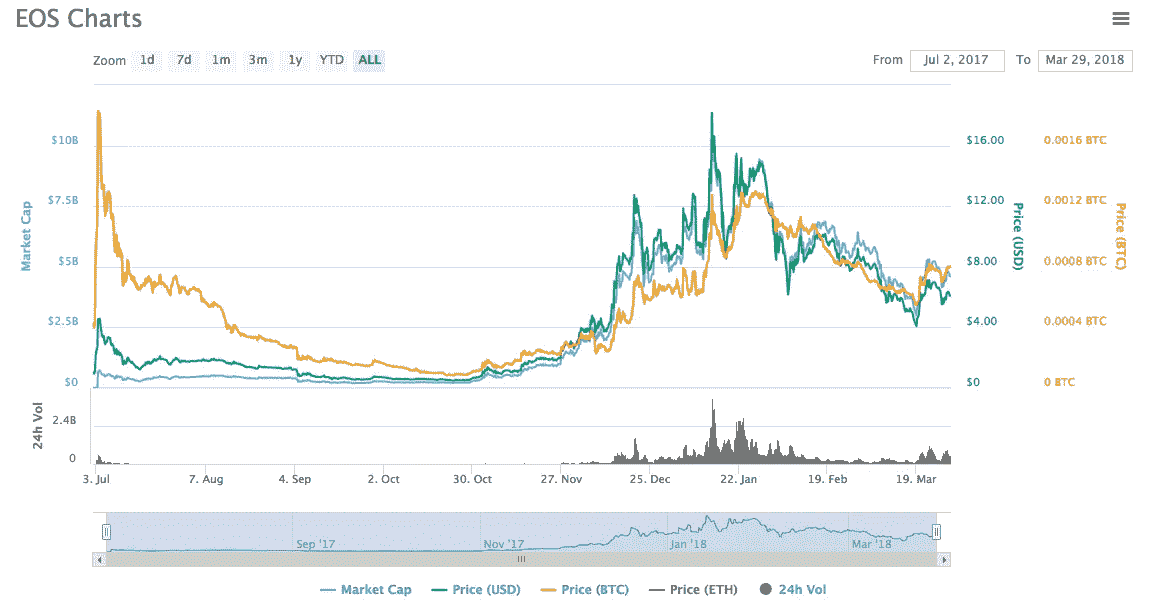 EOS Charts
Zoom 1d 7d 1m 3m 1y YTD ALL From Jul 2, 2017 To Mar 29, 2018
$10B $16.00 0.0016 BTC
$7.5B $12.00 0.0012 BTC
$5B $8.00 0.0008 BTC
$2.5B $4.00 0.0004 BTC
$0 $0 0 BTC
Market Cap
Price (USD)
Price (BTC)
24h Vol
2.4B
0
3. Jul 7. Aug 4. Sep 2. Oct 30. Oct 27. Nov 25. Dec 22. Jan 19. Feb 19. Mar
Sep '17 Nov '17 Jan '18 Mar '18
Market Cap Price (USD) Price (BTC) Price (ETH) 24h Vol